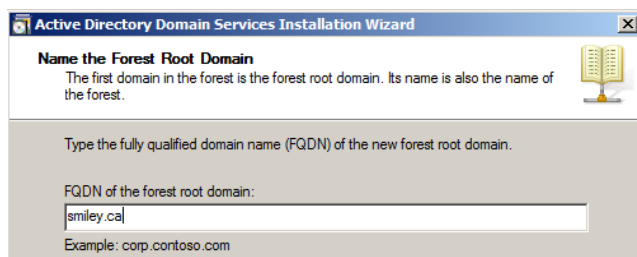 Active Directory Domain Services Installation Wizard
Name the Forest Root Domain
The first domain in the forest is the forest root domain. Its name is also the name of
the forest.
Type the fully qualified domain name (FQDN) of the new forest root domain.
FQDN of the forest root domain:
smiley.ca
Example: corp.contoso.com